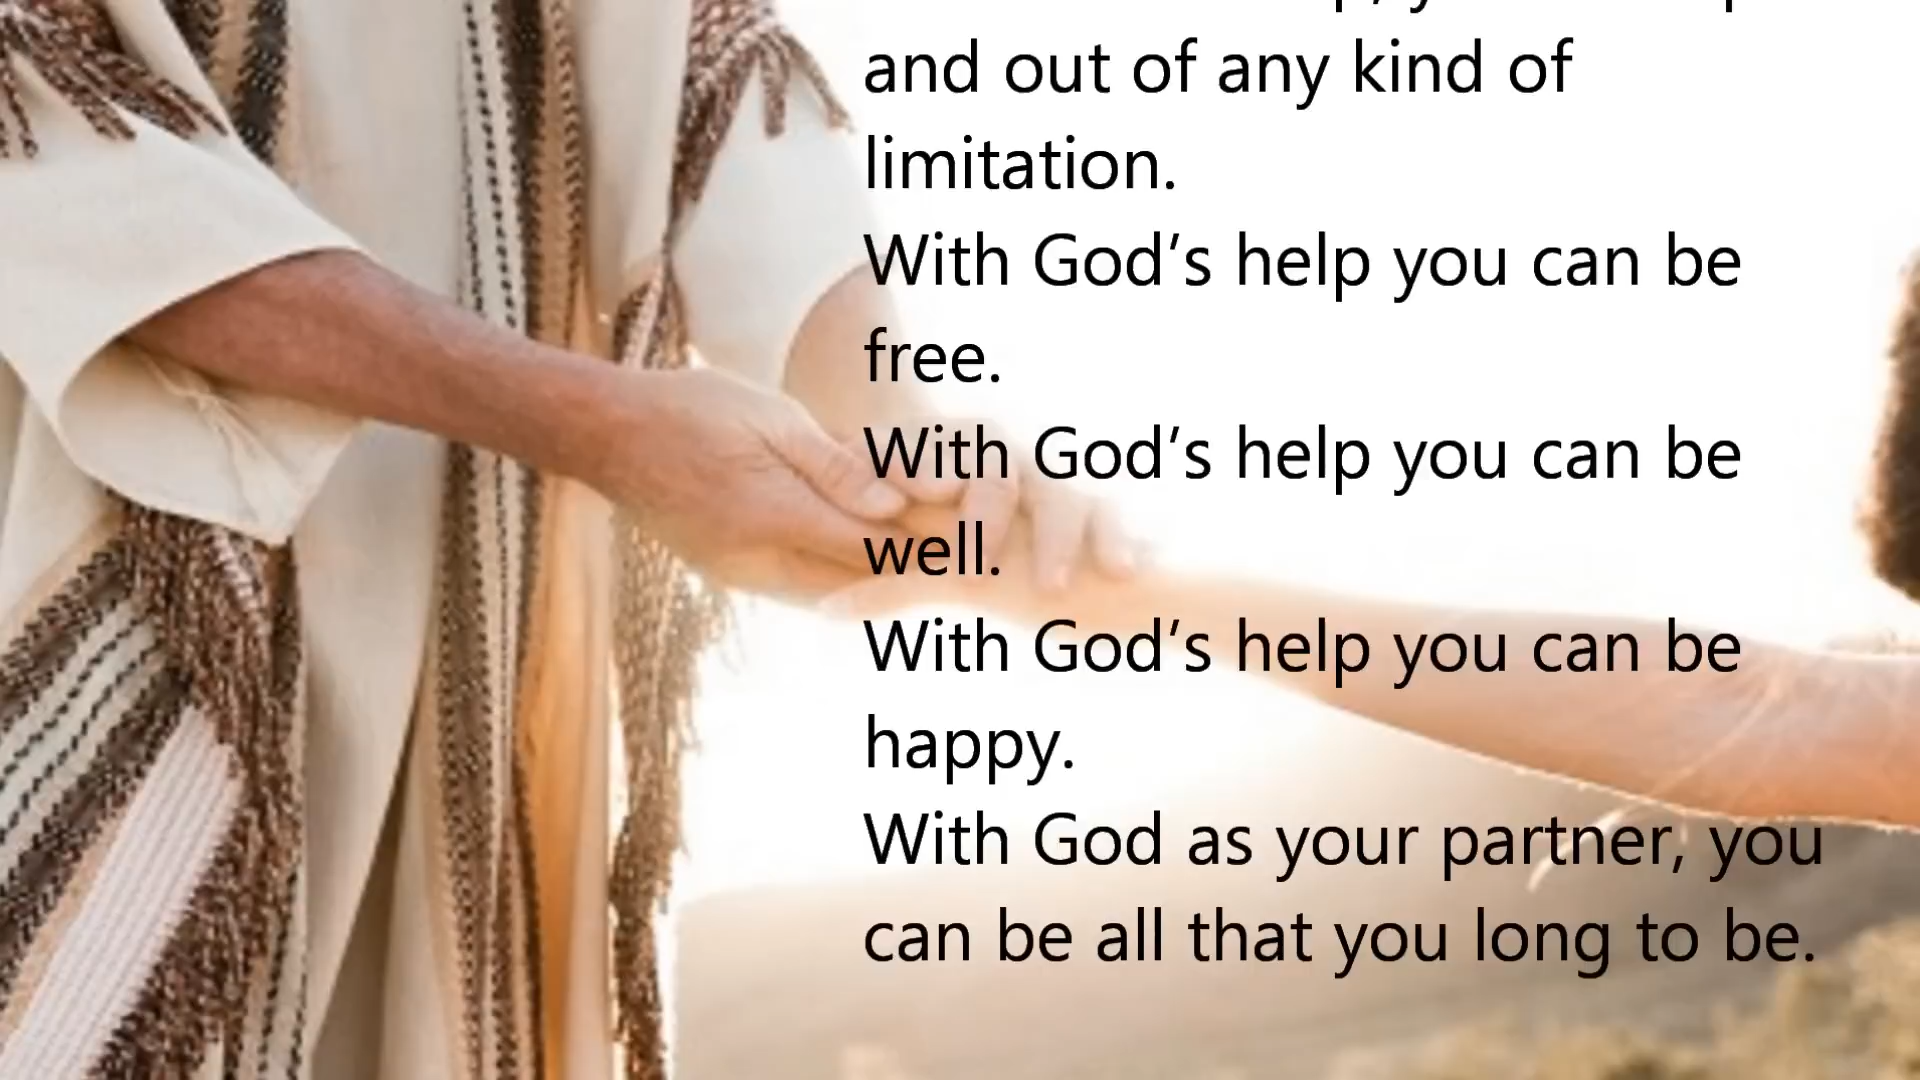 and out of any kind of
limitation.
With God's help you can be
free.
With God's help you can be
well.
With God's help you can be
happy.
With God as your partner, you
can be all that you long to be.